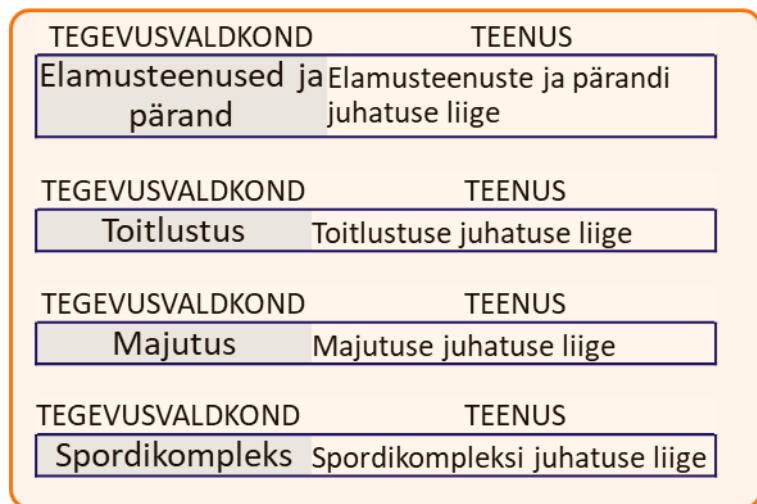 TEGEVUSVALDKOND TEENUS
Elamusteenused ja Elamusteenuste ja pärandi
pärand juhatuse liige
TEGEVUSVALDKOND TEENUS
Toitlustus Toitlustuse juhatuse liige
TEGEVUSVALDKOND TEENUS
Majutus Majutuse juhatuse liige
TEGEVUSVALDKOND TEENUS
Spordikompleks Spordikompleksi juhatuse liige